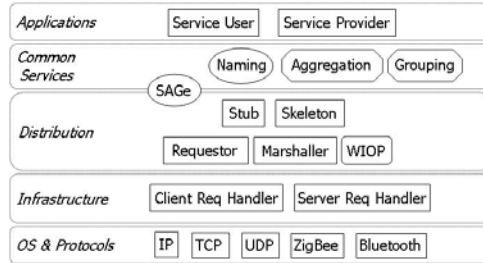 Applications
Service User
Service Provider
Common
Services
Naming
Aggregation
Grouping
SAGe
Distribution
Stub
Skeleton
Requestor
Marshaller
WIOP
Infrastructure
Client Req Handler
Server Req Handler
OS & Protocols
IP
TCP
UDP
ZigBee
Bluetooth